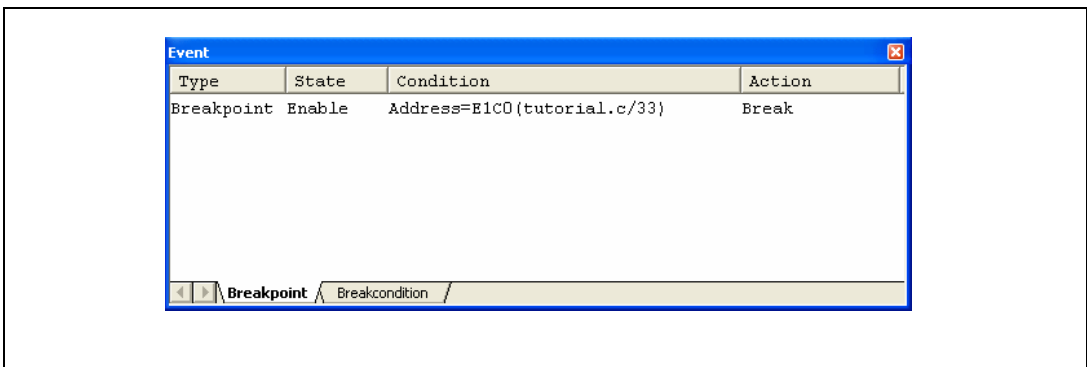 Event
Type State Condition Action
Breakpoint Enable Address=E1C0(tutorial.c/33) Break
Breakpoint Breakcondition